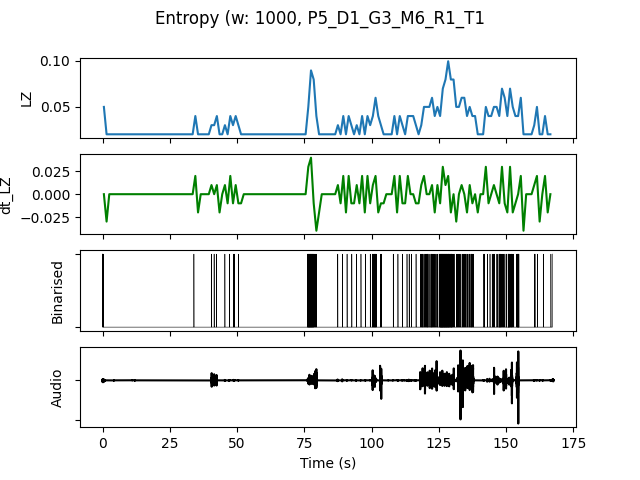 Entropy (w: 1000, P5_D1_G3_M6_R1_T1
0.10
0.05
LZ
0.025
0.000
−0.025
dt_LZ
Binarised
Audio
0 25 50 75 100 125 150 175
Time (s)